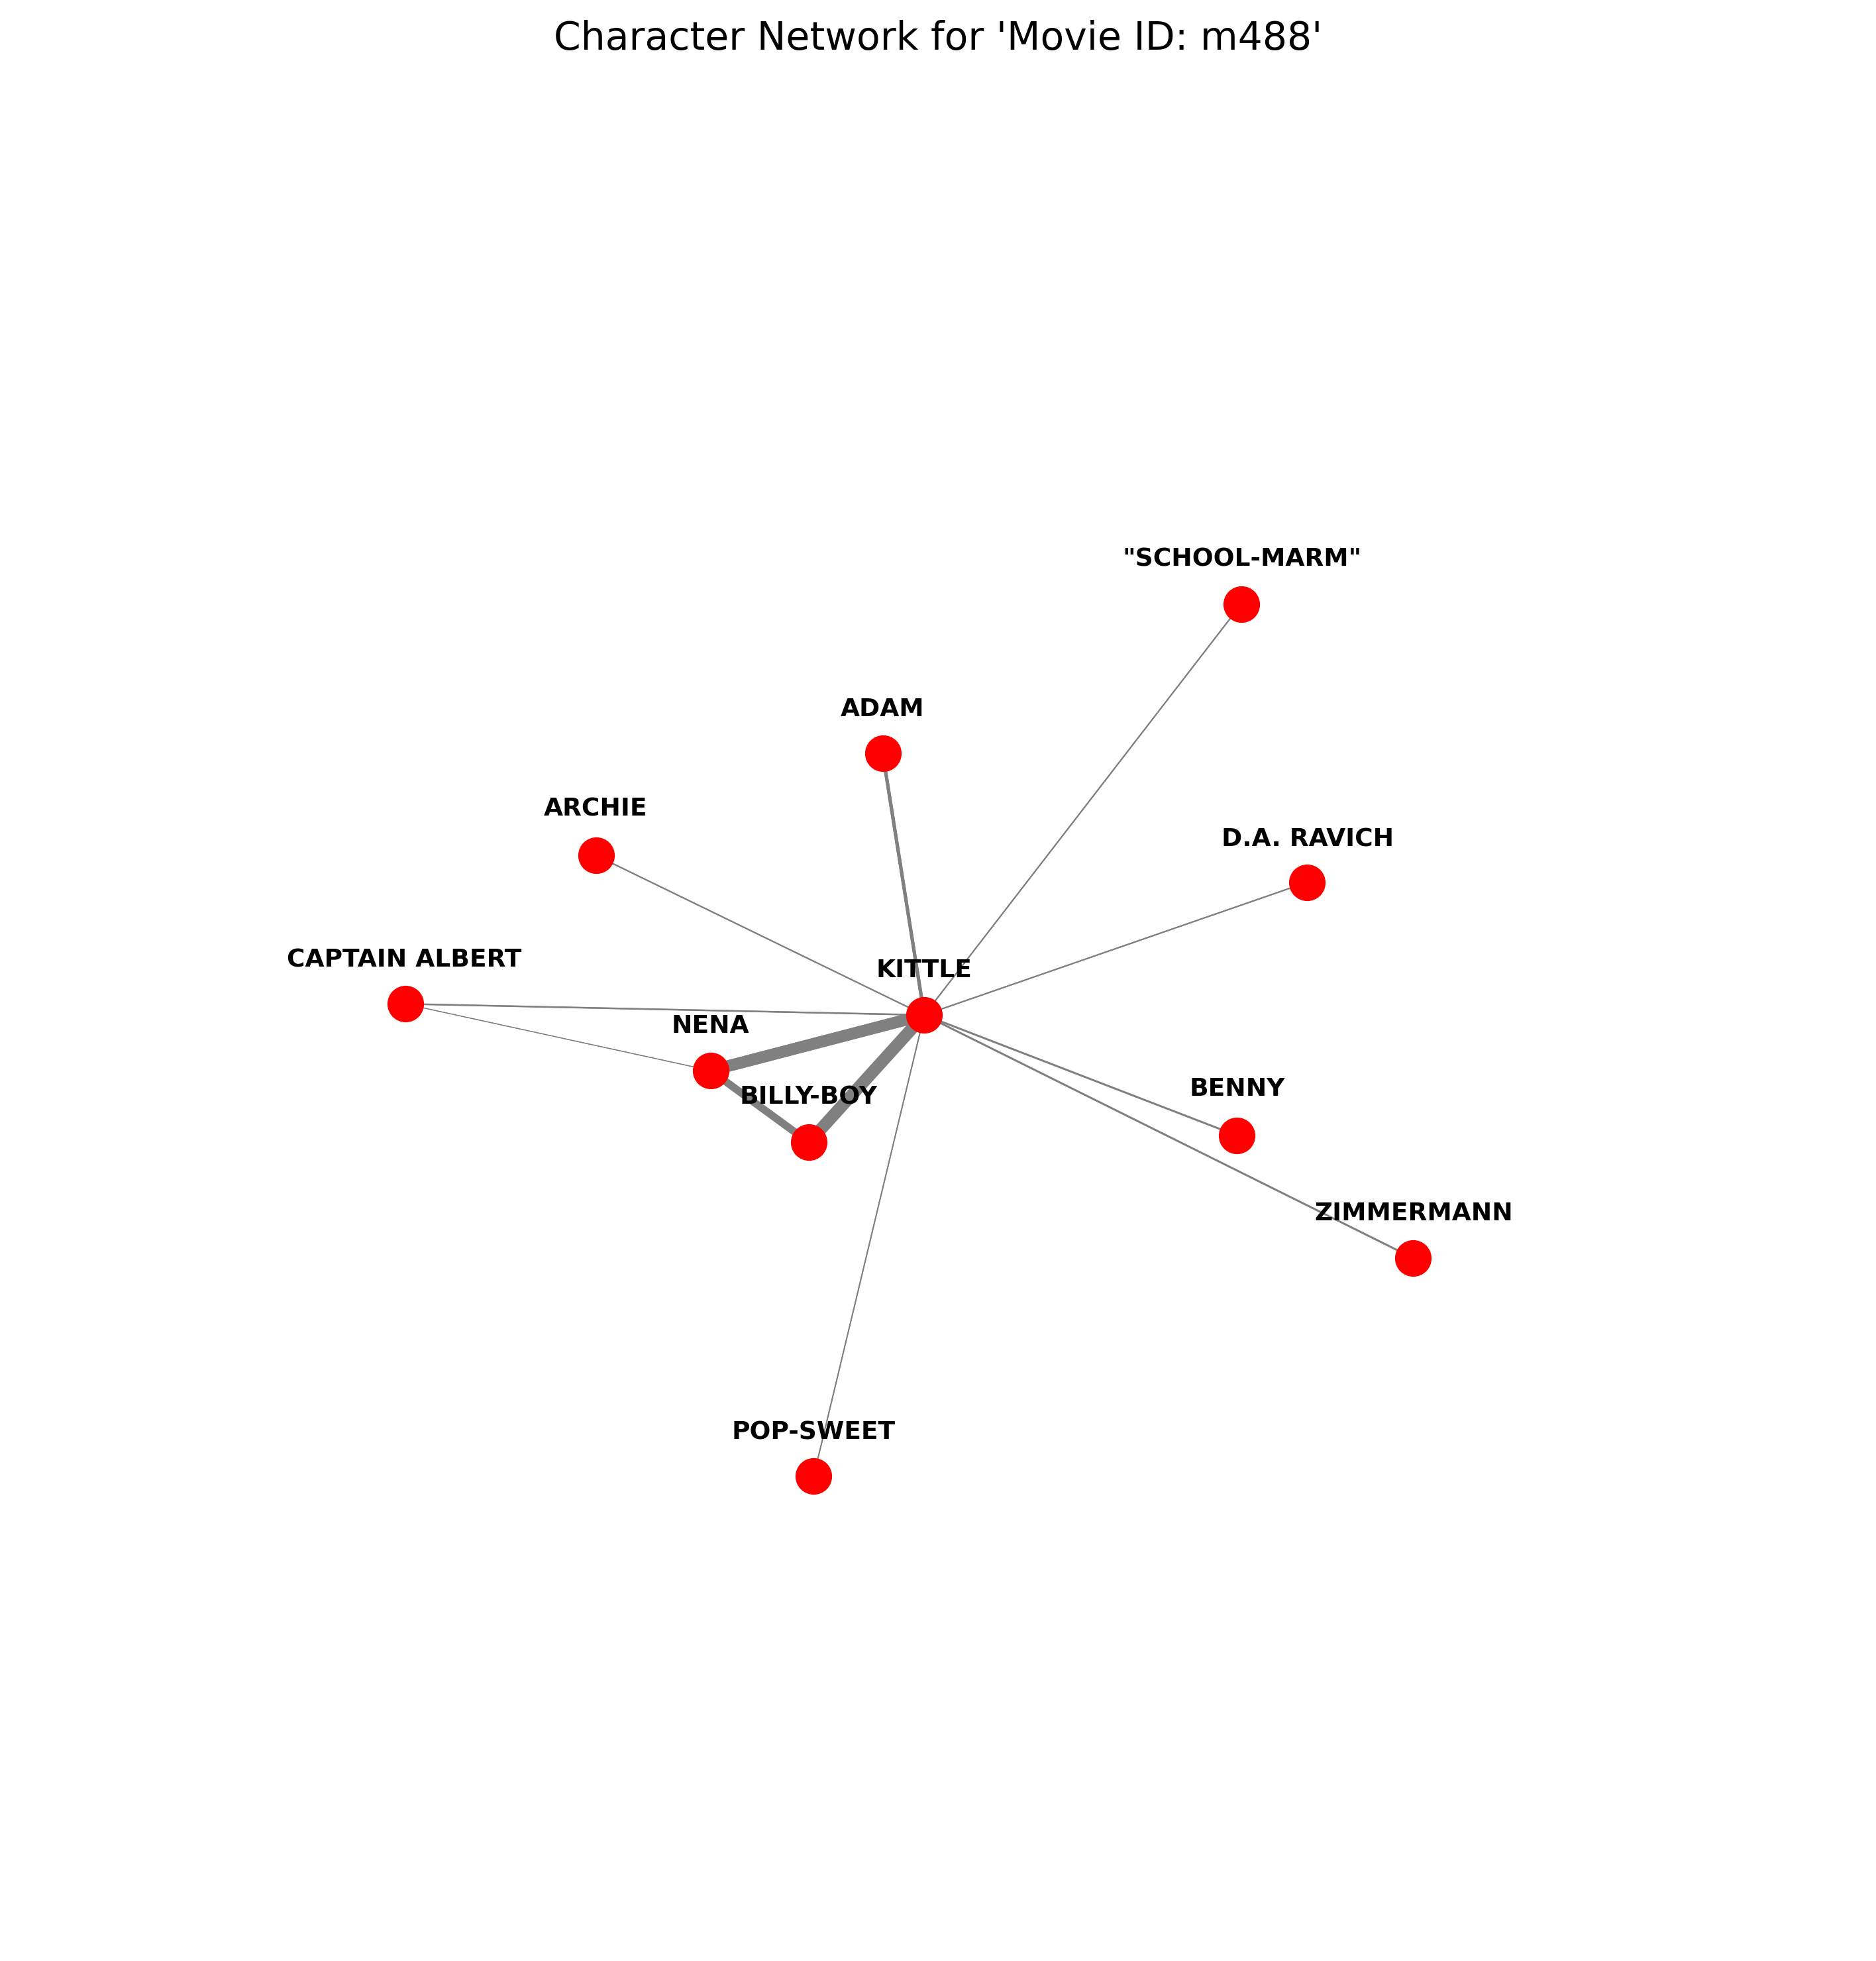 Character Network for 'Movie ID: m488'
"SCHOOL-MARM"
ADAM
ARCHIE
D.A. RAVICH
CAPTAIN ALBERT
KITTLE
NENA
BILLY-BOY
BENNY
ZIMMERMANN
POP-SWEET